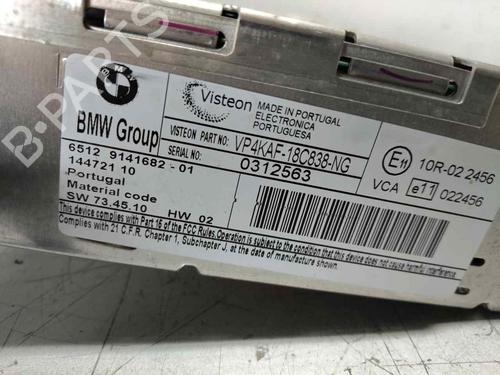 BMW Group
Visteon
MADE IN PORTUGAL
ELECTRONICA
PORTUGUESA
VISTEON PART NO: VP4KAF-18C838-NG
SERIAL NO: 0312563
6512 9141682 - 01
144721 10
Portugal
Material code
SW 73.45.10 HW 02
E11 10R-02 2456
VCA e11 022456
This device complies with Part 16 of the FCC Rules. Operation is subject to the condition that this device does not cause harmful interference
Complies with 21 C.F.R. Chapter 1, Subchapter J, at the date of manufacture shown.
B-PARTS